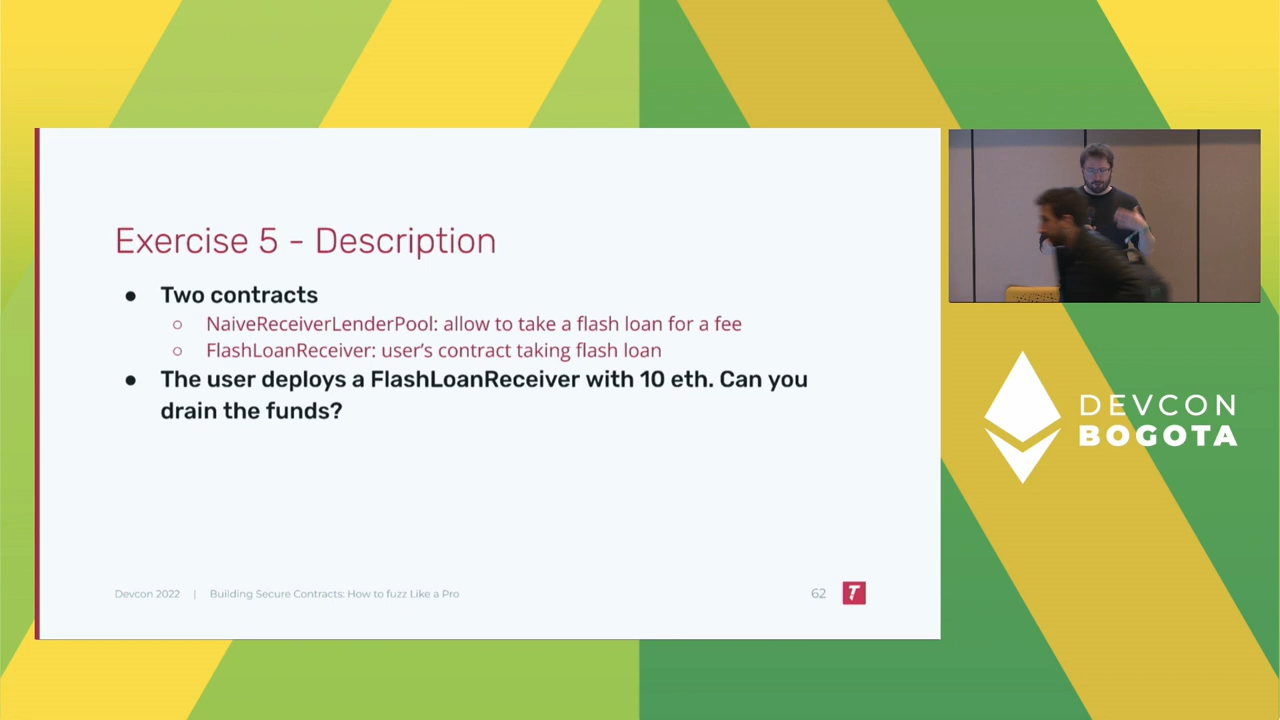 Exercise 5 - Description
● Two contracts
○ NaiveReceiverLenderPool: allow to take a flash loan for a fee
○ FlashLoanReceiver: user's contract taking flash loan
● The user deploys a FlashLoanReceiver with 10 eth. Can you
drain the funds?
Devcon 2022 | Building Secure Contracts: How to fuzz Like a Pro
62
DEVCON
BOGOTA